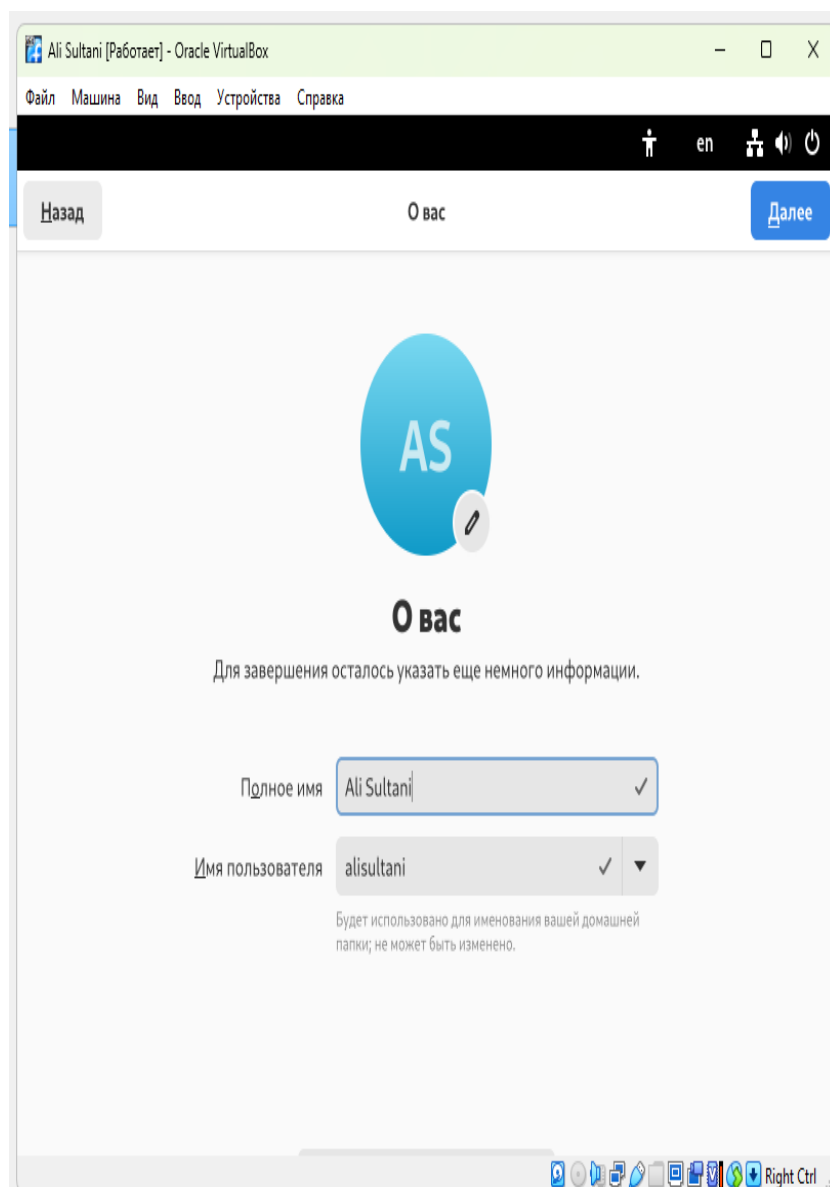 Ali Sultani [Работает] - Oracle VirtualBox
Файл Машина Вид Ввод Устройства Справка
en
Назад О вас Далее
AS
О вас
Для завершения осталось указать еще немного информации.
Полное имя Ali Sultani
Имя пользователя alisultani
Будет использовано для именования вашей домашней
папки; не может быть изменено.
Right Ctrl